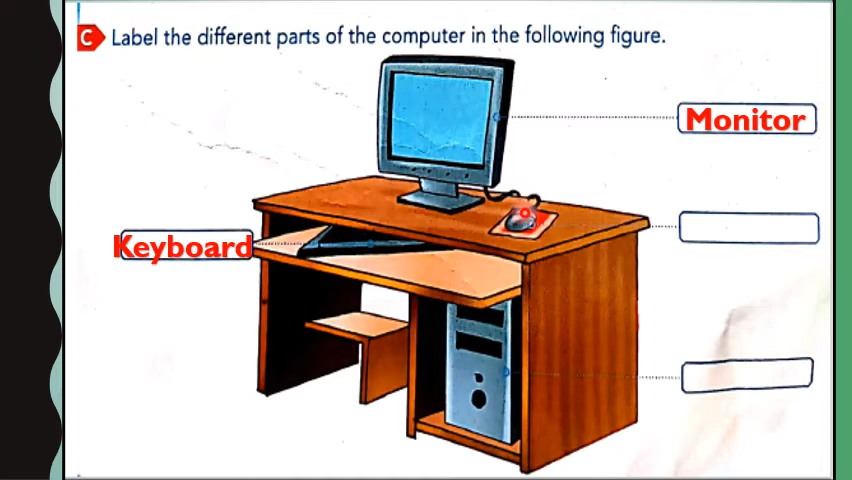 C Label the different parts of the computer in the following figure.
Monitor
Keyboard